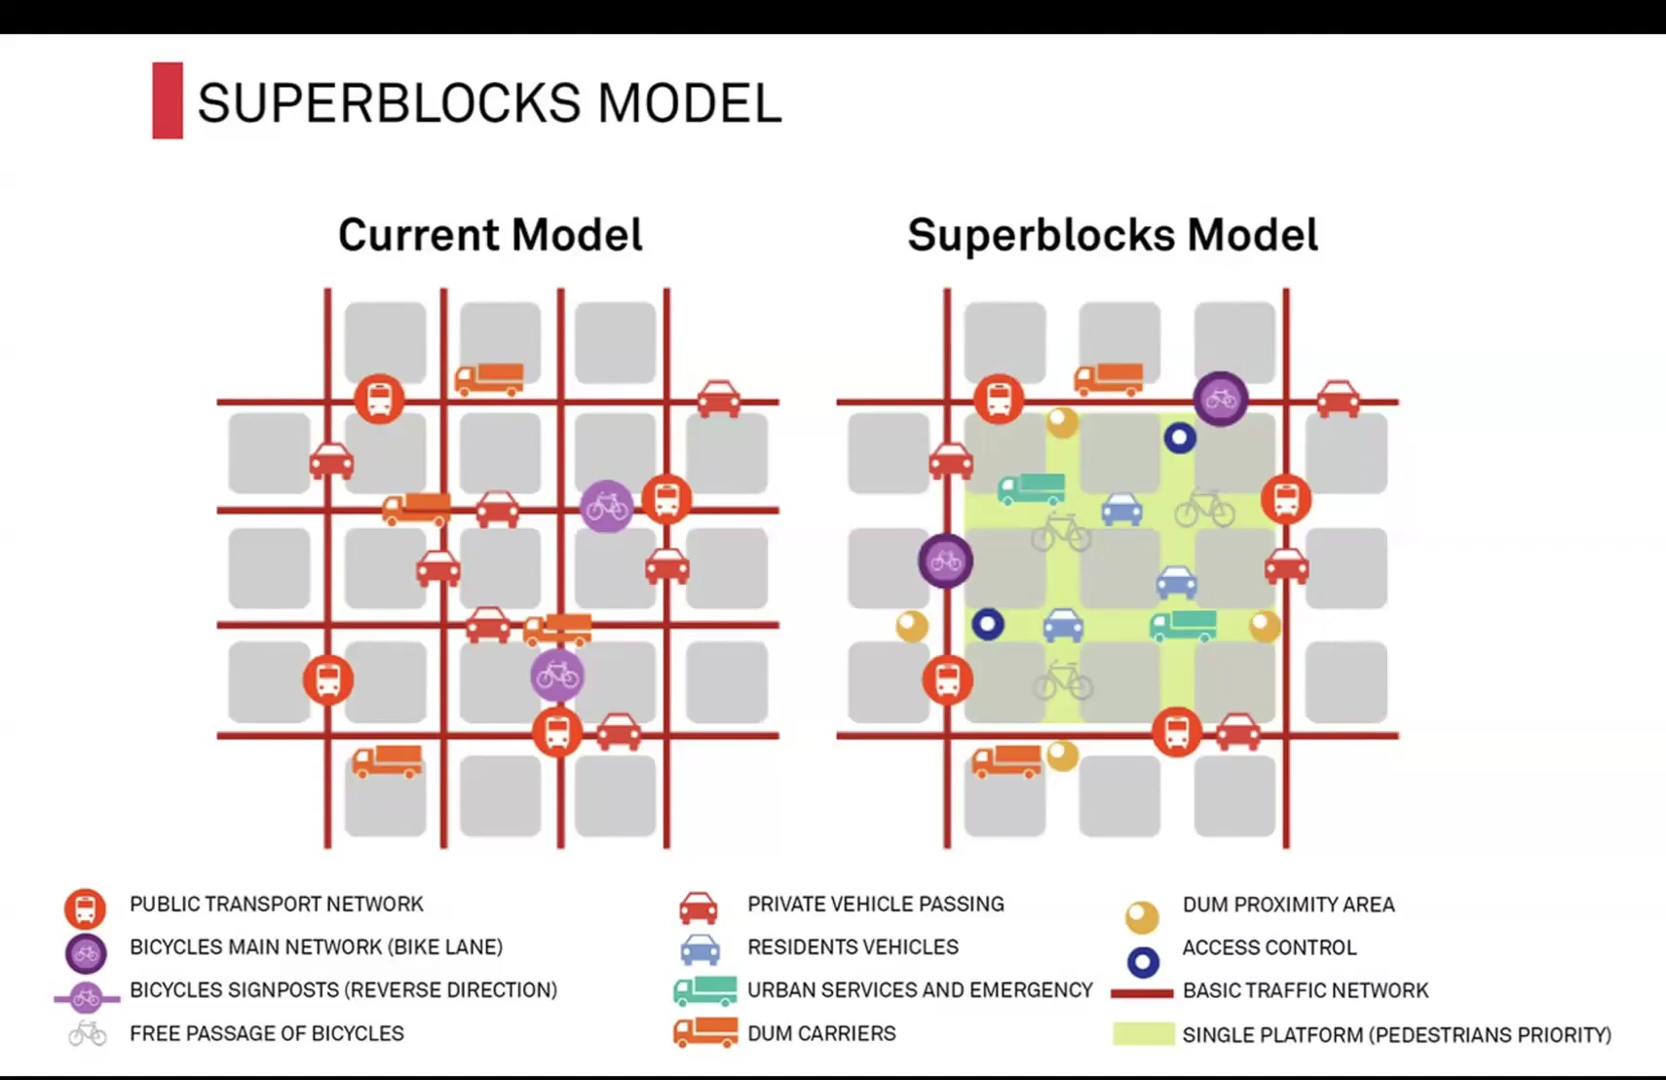 SUPERBLOCKS MODEL
Current Model
Superblocks Model
PUBLIC TRANSPORT NETWORK
BICYCLES MAIN NETWORK (BIKE LANE)
BICYCLES SIGNPOSTS (REVERSE DIRECTION)
FREE PASSAGE OF BICYCLES
PRIVATE VEHICLE PASSING
RESIDENTS VEHICLES
URBAN SERVICES AND EMERGENCY
DUM CARRIERS
DUM PROXIMITY AREA
ACCESS CONTROL
BASIC TRAFFIC NETWORK
SINGLE PLATFORM (PEDESTRIANS PRIORITY)